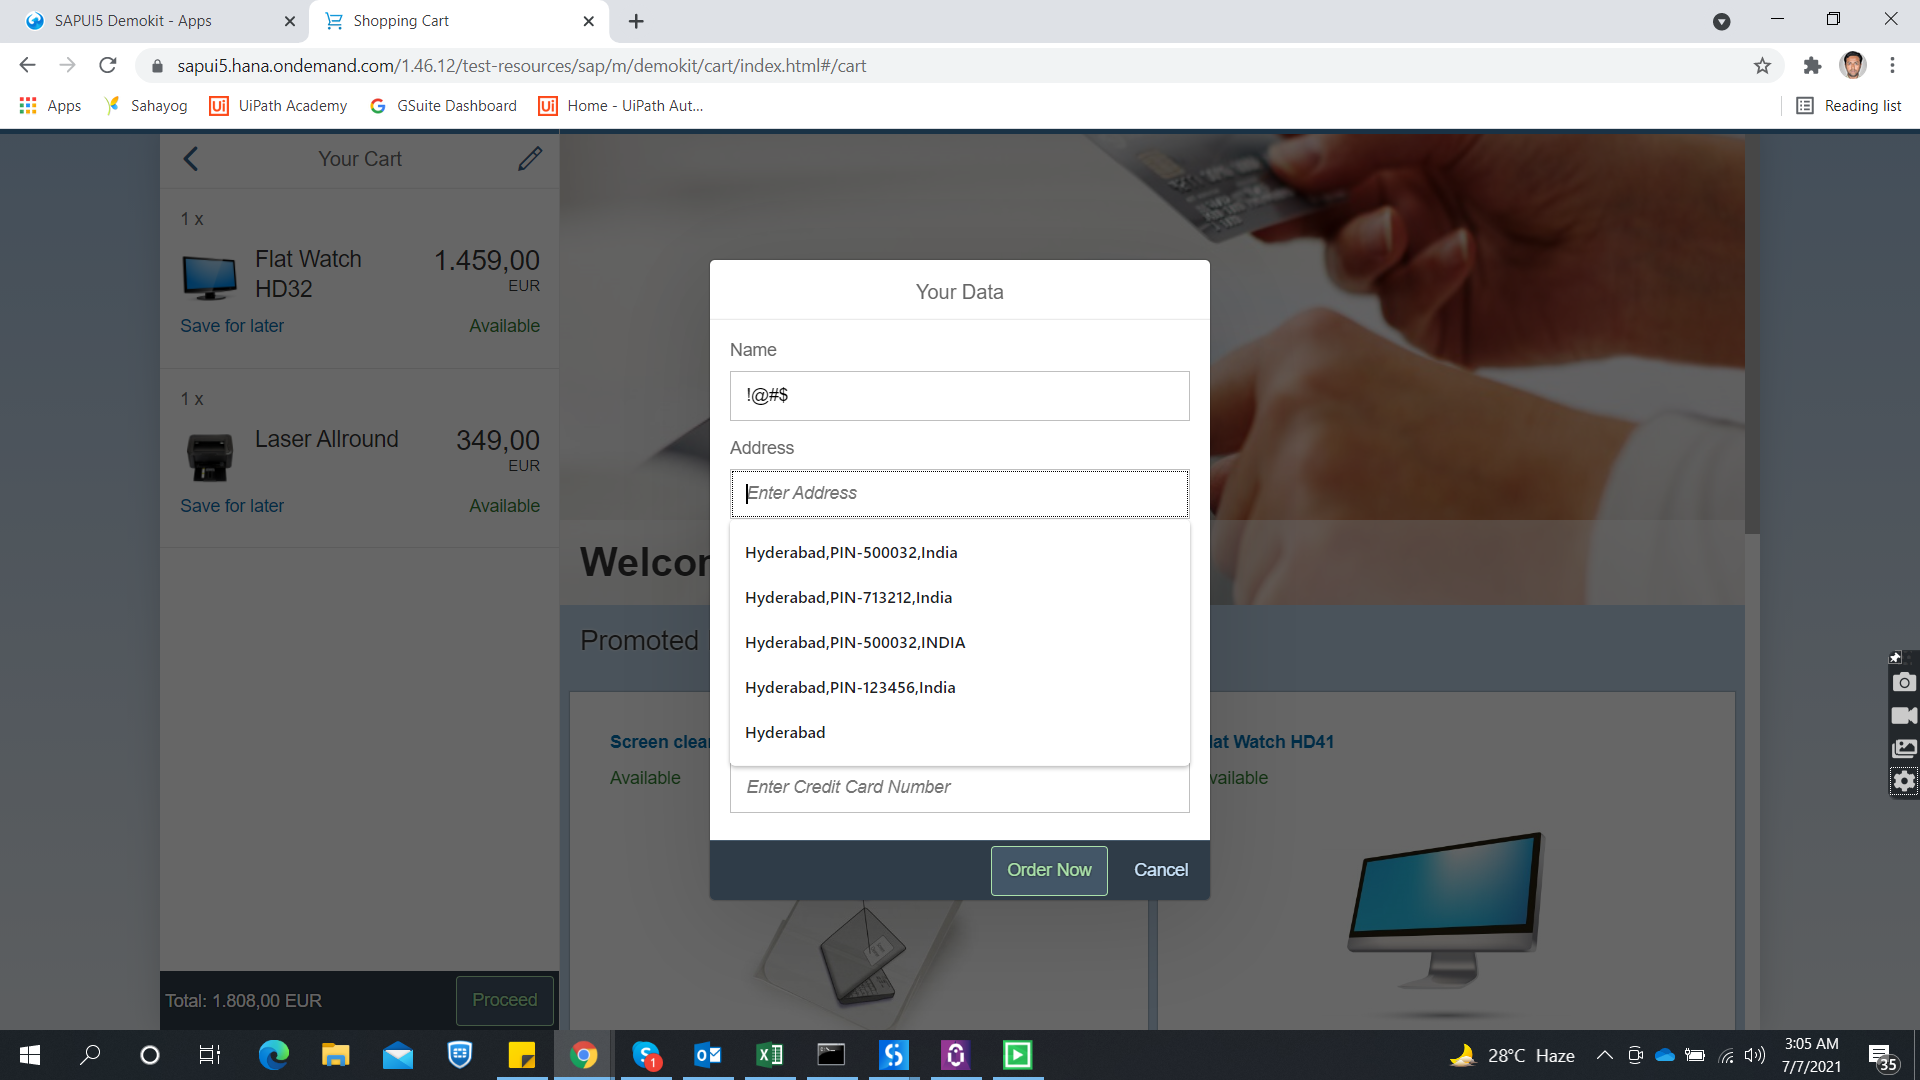 SAPUI5 Demokit - Apps
Shopping Cart
sapui5.hana.ondemand.com/1.46.12/test-resources/sap/m/demokit/cart/index.html#/cart
Apps
Sahayog
UiPath Academy
GSuite Dashboard
Home - UiPath Aut...
Reading list
Your Cart
1 x
Flat Watch HD32
1.459,00
EUR
Save for later
Available
1 x
Laser Allround
349,00
EUR
Save for later
Available
Total: 1.808,00 EUR
Proceed
Your Data
Name
!@#$
Address
Enter Address
Hyderabad,PIN-500032,India
Hyderabad,PIN-713212,India
Hyderabad,PIN-500032,INDIA
Hyderabad,PIN-123456,India
Hyderabad
Enter Credit Card Number
Order Now
Cancel
Welcom
Promoted
Screen clea
Available
lat Watch HD41
vailable
28°C Haze
3:05 AM
7/7/2021
35